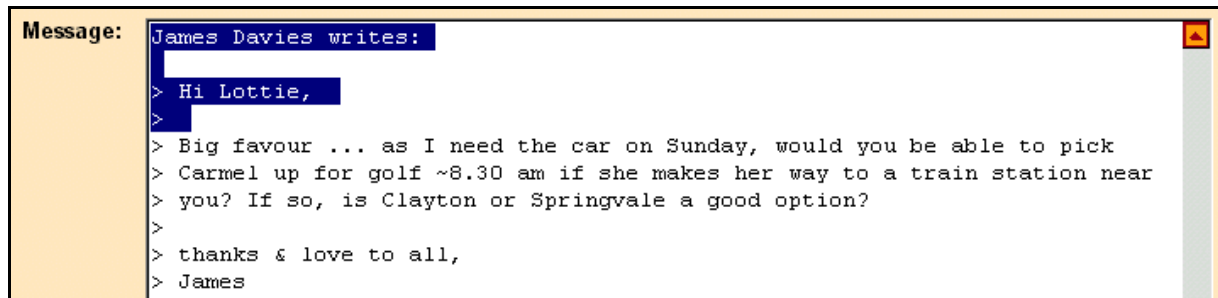 Message:
James Davies writes:
> Hi Lottie,
>
> Big favour ... as I need the car on Sunday, would you be able to pick
> Carmel up for golf ~8.30 am if she makes her way to a train station near
> you? If so, is Clayton or Springvale a good option?
>
> thanks & love to all,
> James